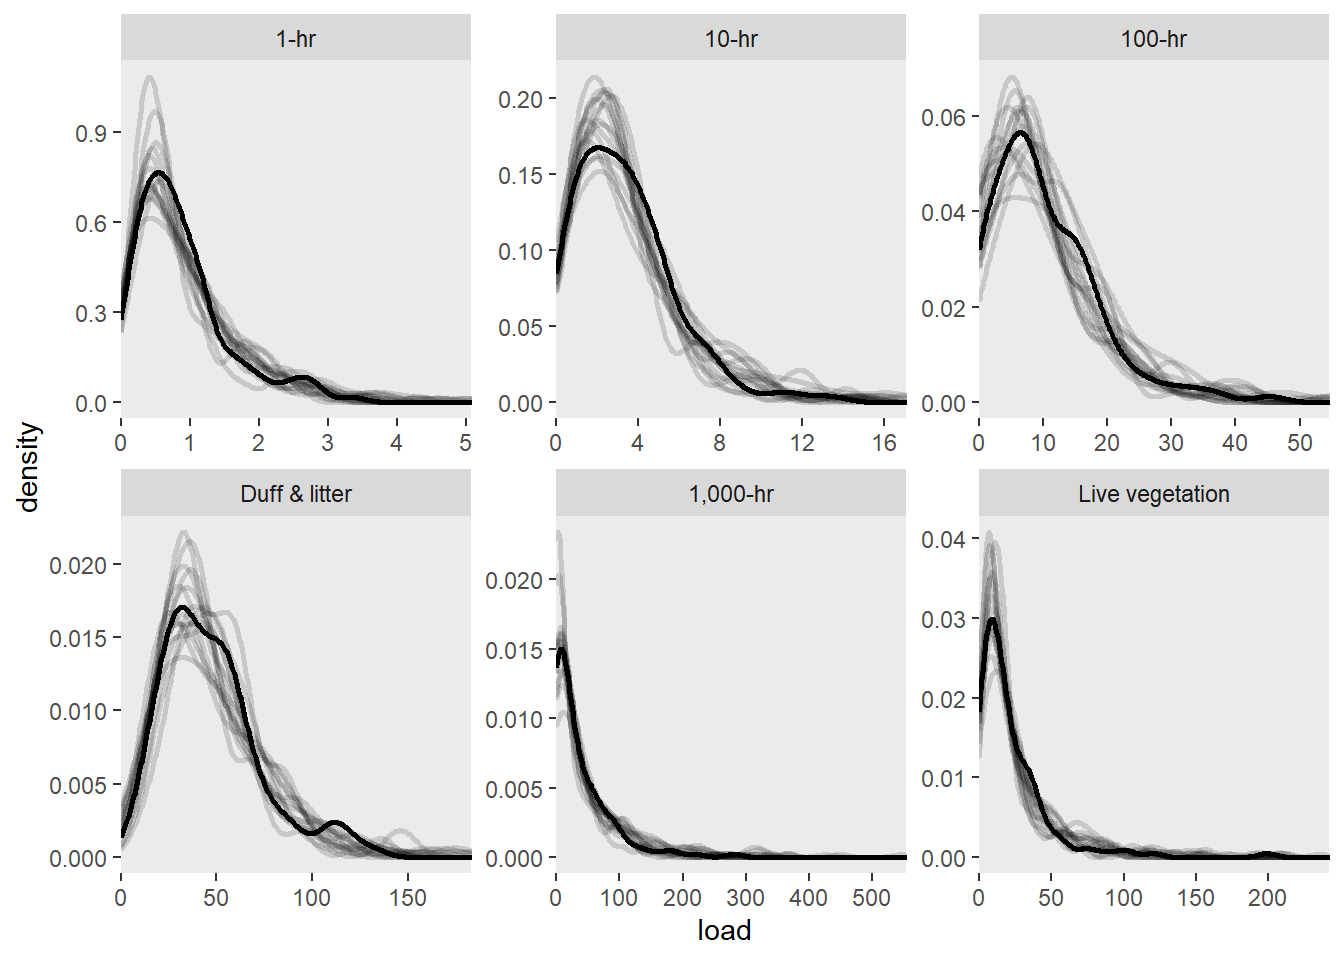 1-hr
10-hr
100-hr
0.9
0.6
0.3
0.0
0.20
0.15
0.10
0.05
0.00
0.06
0.04
0.02
0.00
0 1 2 3 4 5
0 4 8 12 16
0 10 20 30 40 50
density
Duff & litter
1,000-hr
Live vegetation
0.020
0.015
0.010
0.005
0.000
0.020
0.015
0.010
0.005
0.000
0.04
0.03
0.02
0.01
0.00
0 50 100 150
0 100 200 300 400 500
0 50 100 150 200
load